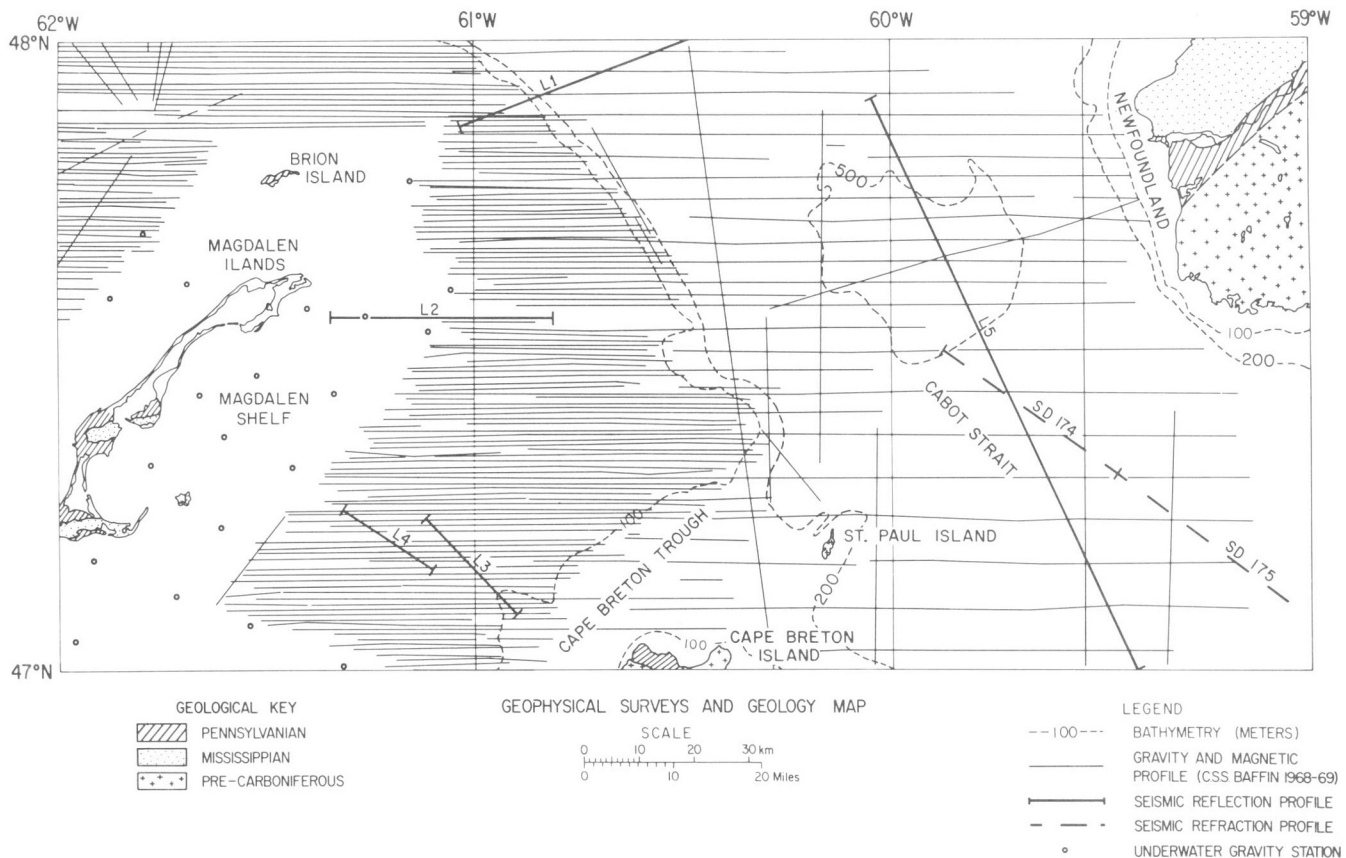 62°W 61°W 60°W 59°W
48°N
L1
BRION
ISLAND
NEWFOUNDLAND
500
MAGDALEN
ILANDS
L2
L5
100
200
MAGDALEN
SHELF
CABOT STRAIT
SD 174
100
L4
L3
CAPE BRETON TROUGH
ST. PAUL ISLAND
SD 175
200
100
CAPE BRETON
ISLAND
47°N
GEOLOGICAL KEY
PENNSYLVANIAN
MISSISSIPPIAN
PRE-CARBONIFEROUS
GEOPHYSICAL SURVEYS AND GEOLOGY MAP
SCALE
0 10 20 30 km
0 10 20 Miles
LEGEND
--100--- BATHYMETRY (METERS)
GRAVITY AND MAGNETIC
PROFILE (CSS BAFFIN 1968-69)
SEISMIC REFLECTION PROFILE
SEISMIC REFRACTION PROFILE
UNDERWATER GRAVITY STATION